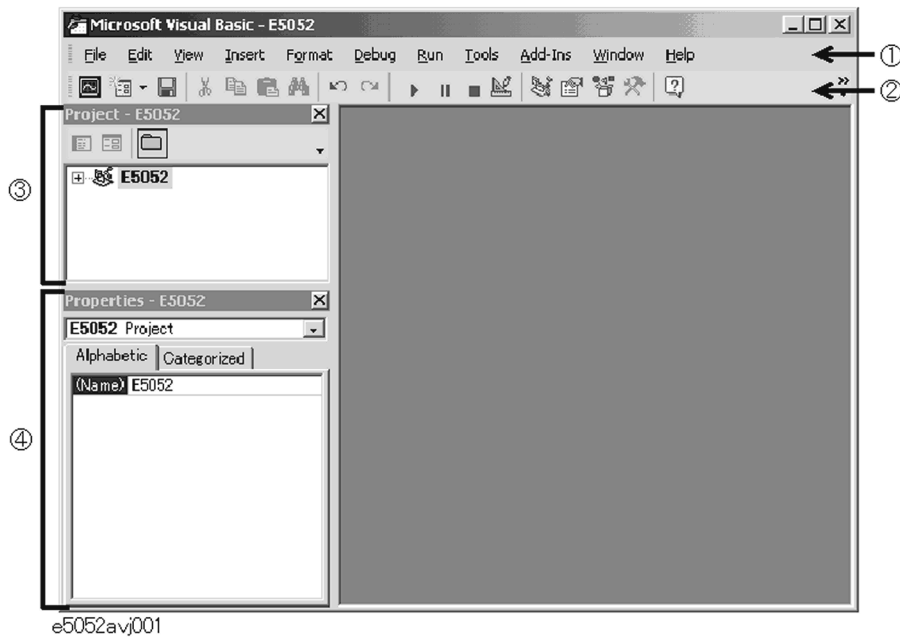 Microsoft Visual Basic - E5052
File Edit View Insert Format Debug Run Tools Add-Ins Window Help
①
②
Project - E5052
E5052
③
Properties - E5052
E5052 Project
Alphabetic Categorized
(Name) E5052
④
e5052avj001